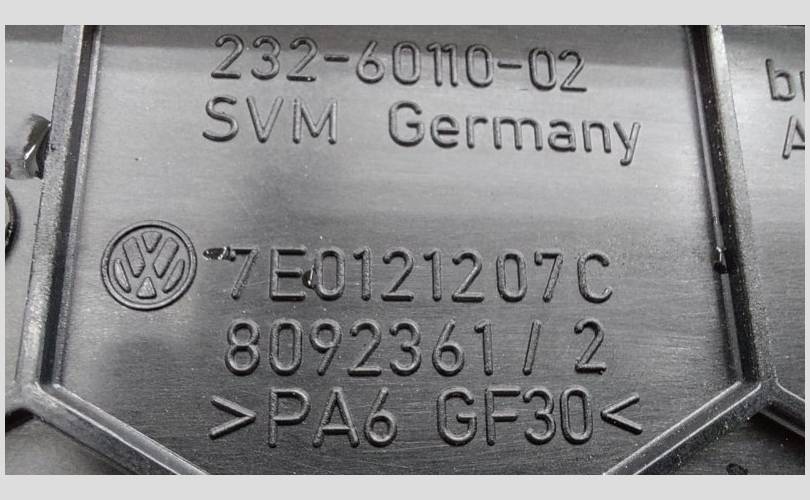 232-60110-02
SVM Germany
7E0121207C
8092361 / 2
>PA6 GF30<